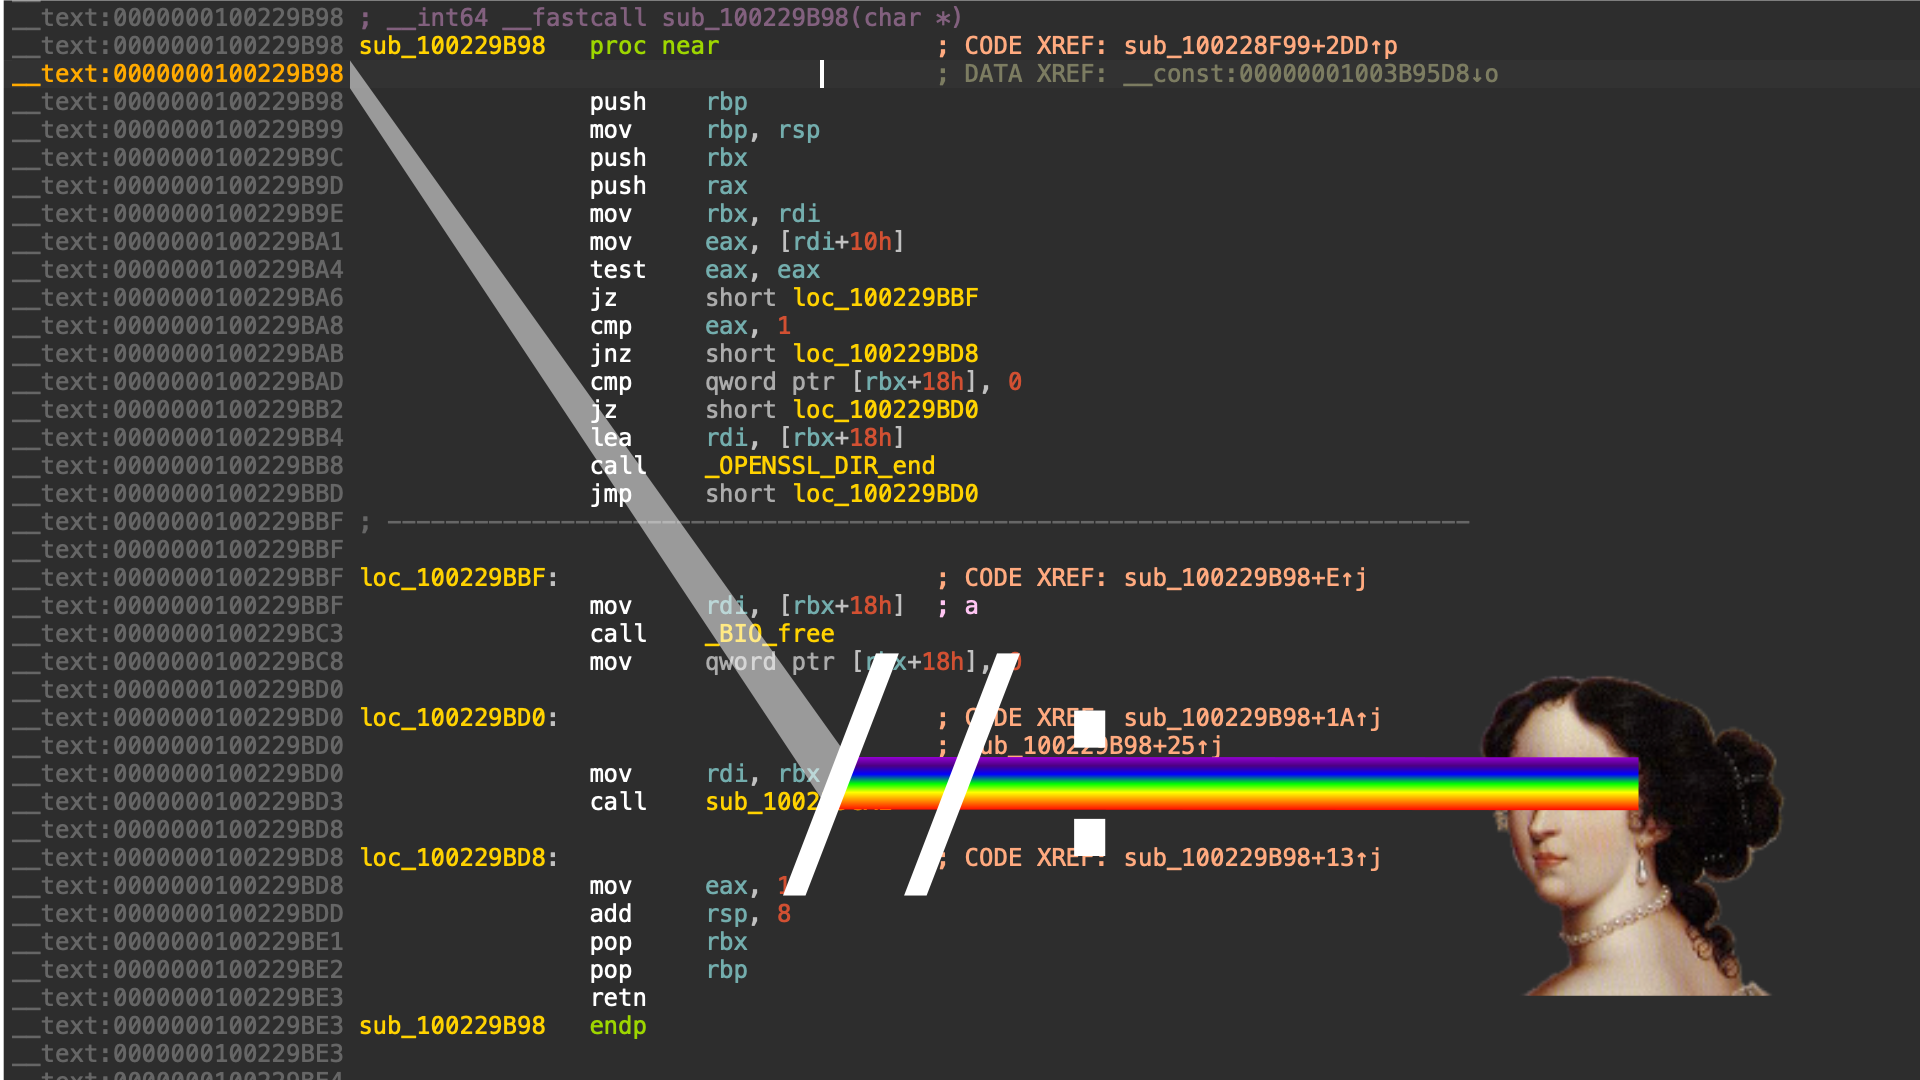 __text:0000000100229B98 ; __int64 __fastcall sub_100229B98(char *)
__text:0000000100229B98 sub_100229B98 proc near ; CODE XREF: sub_100228F99+2DD↑p
__text:0000000100229B98 ; DATA XREF: __const:00000001003B95D8↓o
__text:0000000100229B98 push rbp
__text:0000000100229B99 mov rbp, rsp
__text:0000000100229B9C push rbx
__text:0000000100229B9D push rax
__text:0000000100229B9E mov rbx, rdi
__text:0000000100229BA1 mov eax, [rdi+10h]
__text:0000000100229BA4 test eax, eax
__text:0000000100229BA6 jz short loc_100229BBF
__text:0000000100229BA8 cmp eax, 1
__text:0000000100229BAB jnz short loc_100229BD8
__text:0000000100229BAD cmp qword ptr [rbx+18h], 0
__text:0000000100229BB2 jz short loc_100229BD0
__text:0000000100229BB4 lea rdi, [rbx+18h]
__text:0000000100229BB8 call _OPENSSL_DIR_end
__text:0000000100229BBD jmp short loc_100229BD0
__text:0000000100229BBF ; ---------------------------------------------------------------------------
__text:0000000100229BBF
__text:0000000100229BBF loc_100229BBF: ; CODE XREF: sub_100229B98+E↑j
__text:0000000100229BBF mov rdi, [rbx+18h] ; a
__text:0000000100229BC3 call _BIO_free
__text:0000000100229BC8 mov qword ptr [rbx+18h], 0
__text:0000000100229BD0
__text:0000000100229BD0 loc_100229BD0: ; CODE XREF: sub_100229B98+1A↑j
__text:0000000100229BD0 ; sub_100229B98+25↑j
__text:0000000100229BD0 mov rdi, rbx
__text:0000000100229BD3 call
__text:0000000100229BD8
__text:0000000100229BD8 loc_100229BD8: ; CODE XREF: sub_100229B98+13↑j
__text:0000000100229BD8 mov eax, 1
__text:0000000100229BDD add rsp, 8
__text:0000000100229BE1 pop rbx
__text:0000000100229BE2 pop rbp
__text:0000000100229BE3 retn
__text:0000000100229BE3 sub_100229B98 endp
__text:0000000100229BE3
//: